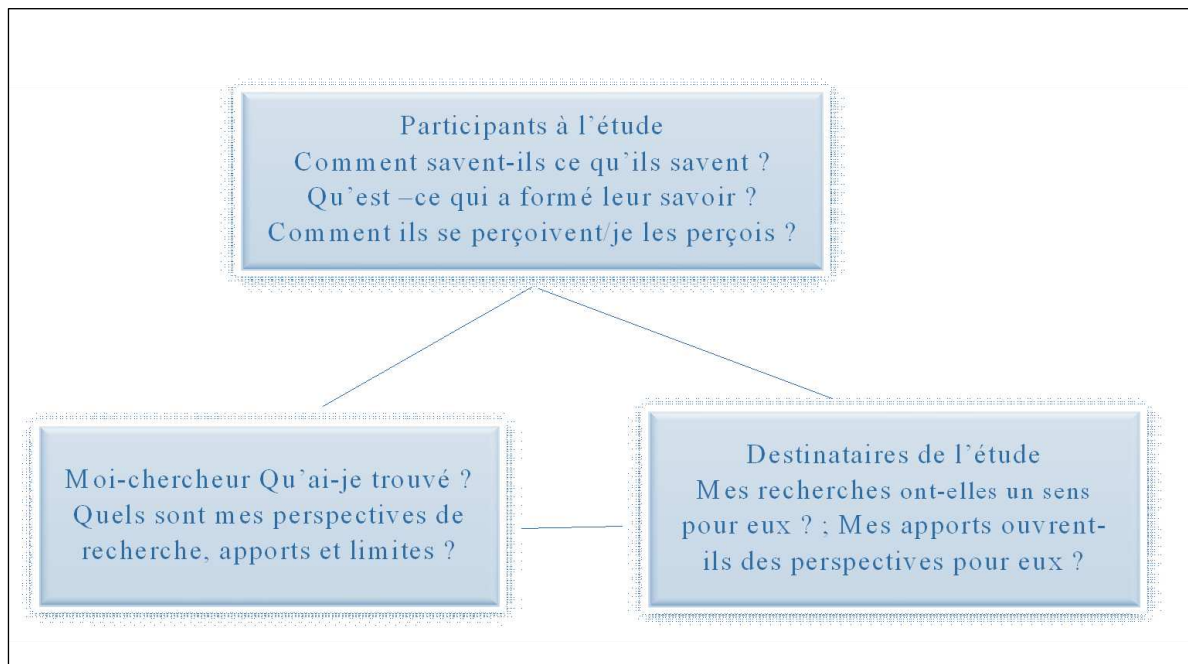 Participants à l’étude
Comment savent-ils ce qu’ils savent ?
Qu’est –ce qui a formé leur savoir ?
Comment ils se perçoivent/je les perçois ?
Moi-chercheur Qu’ai-je trouvé ?
Quels sont mes perspectives de
recherche, apports et limites ?
Destinataires de l’étude
Mes recherches ont-elles un sens
pour eux ? ; Mes apports ouvrent-
ils des perspectives pour eux ?